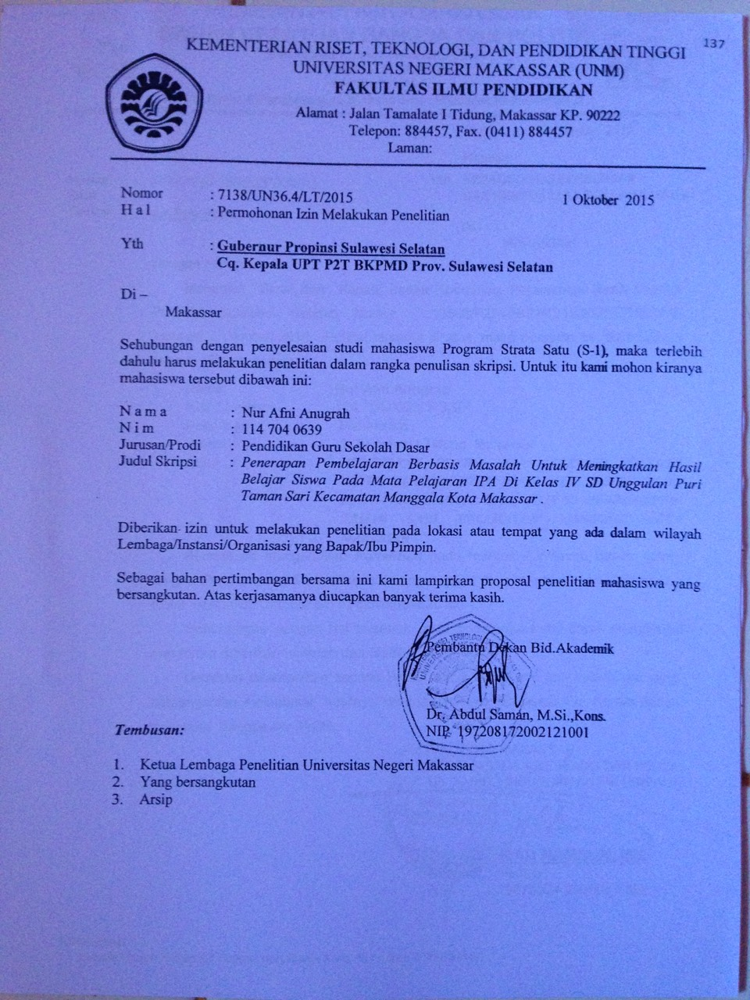 137
KEMENTERIAN RISET, TEKNOLOGI, DAN PENDIDIKAN TINGGI
UNIVERSITAS NEGERI MAKASSAR (UNM)
FAKULTAS ILMU PENDIDIKAN
Alamat : Jalan Tamalate I Tidung, Makassar KP. 90222
Telepon: 884457, Fax. (0411) 884457
Laman:
Nomor : 7138/UN36.4/LT/2015 1 Oktober 2015
H a l : Permohonan Izin Melakukan Penelitian
Yth : Gubernur Propinsi Sulawesi Selatan
Cq. Kepala UPT P2T BKPMD Prov. Sulawesi Selatan
Di –
Makassar
Sehubungan dengan penyelesaian studi mahasiswa Program Strata Satu (S-1), maka terlebih
dahulu harus melakukan penelitian dalam rangka penulisan skripsi. Untuk itu kami mohon kiranya
mahasiswa tersebut dibawah ini:
N a m a : Nur Afni Anugrah
N i m : 114 704 0639
Jurusan/Prodi : Pendidikan Guru Sekolah Dasar
Judul Skripsi : Penerapan Pembelajaran Berbasis Masalah Untuk Meningkatkan Hasil
Belajar Siswa Pada Mata Pelajaran IPA Di Kelas IV SD Unggulan Puri
Taman Sari Kecamatan Manggala Kota Makassar .
Diberikan izin untuk melakukan penelitian pada lokasi atau tempat yang ada dalam wilayah
Lembaga/Instansi/Organisasi yang Bapak/Ibu Pimpin.
Sebagai bahan pertimbangan bersama ini kami lampirkan proposal penelitian mahasiswa yang
bersangkutan. Atas kerjasamanya diucapkan banyak terima kasih.
Pembantu Dekan Bid.Akademik
Dr. Abdul Saman, M.Si.,Kons.
NIP. 197208172002121001
Tembusan:
1. Ketua Lembaga Penelitian Universitas Negeri Makassar
2. Yang bersangkutan
3. Arsip